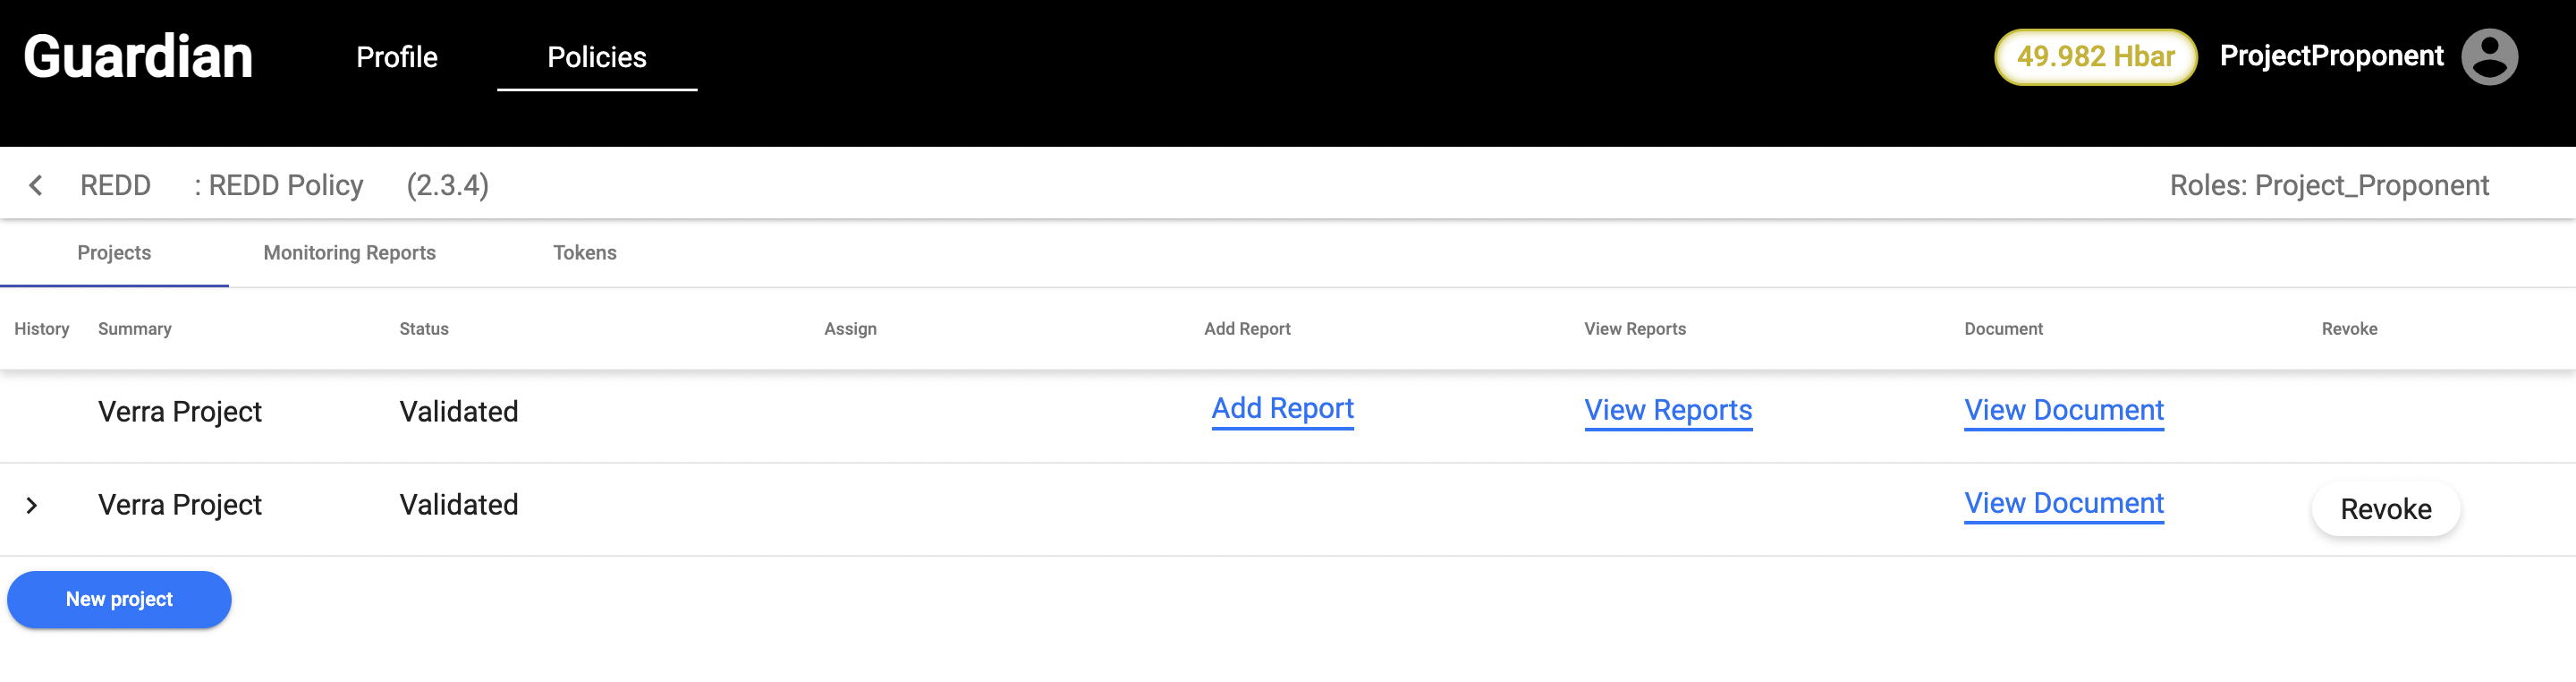 Guardian Profile Policies 49.982 Hbar ProjectProponent
REDD : REDD Policy (2.3.4) Roles: Project_Proponent
Projects Monitoring Reports Tokens
History Summary Status Assign Add Report View Reports Document Revoke
Verra Project Validated Add Report View Reports View Document
Verra Project Validated View Document Revoke
New project